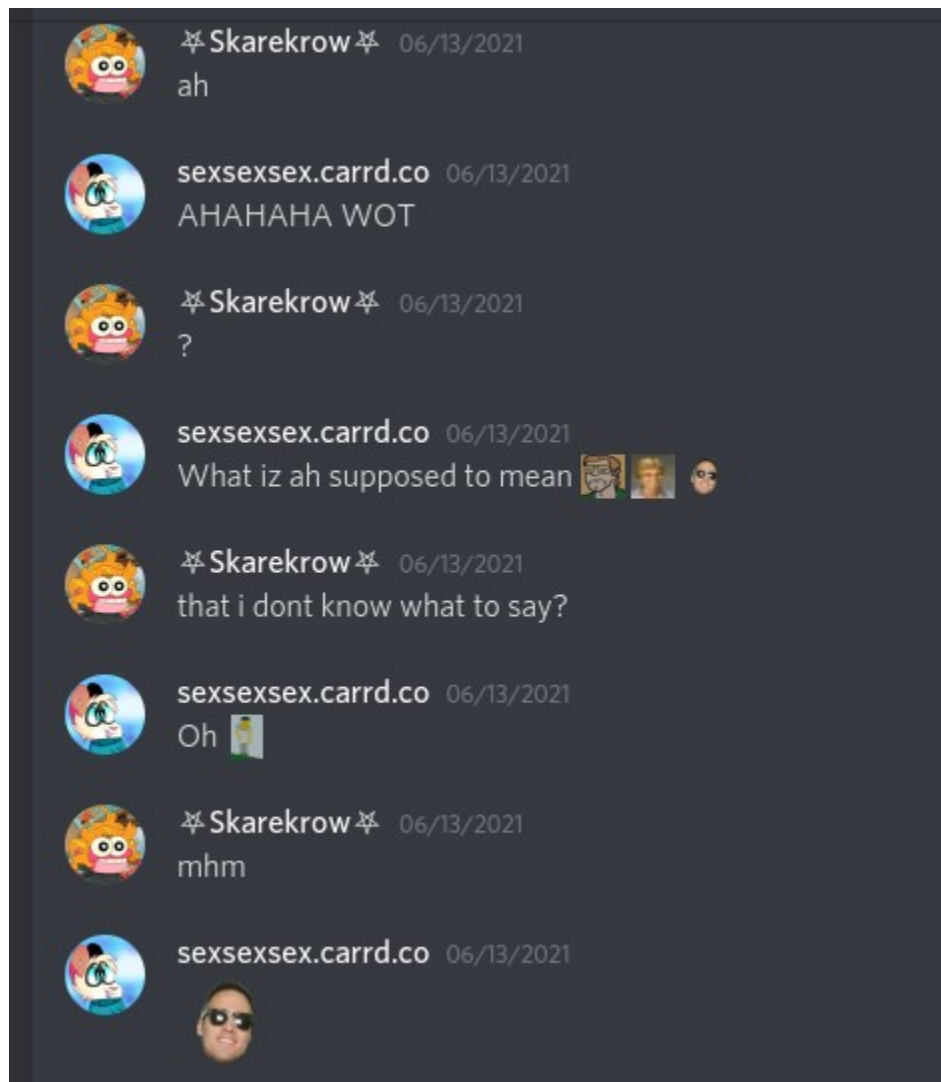 ⛧Skarekrow⛧ 06/13/2021
ah
sexsexsex.carrd.co 06/13/2021
AHAHAHA WOT
⛧Skarekrow⛧ 06/13/2021
?
sexsexsex.carrd.co 06/13/2021
What iz ah supposed to mean
⛧Skarekrow⛧ 06/13/2021
that i dont know what to say?
sexsexsex.carrd.co 06/13/2021
Oh
⛧Skarekrow⛧ 06/13/2021
mhm
sexsexsex.carrd.co 06/13/2021